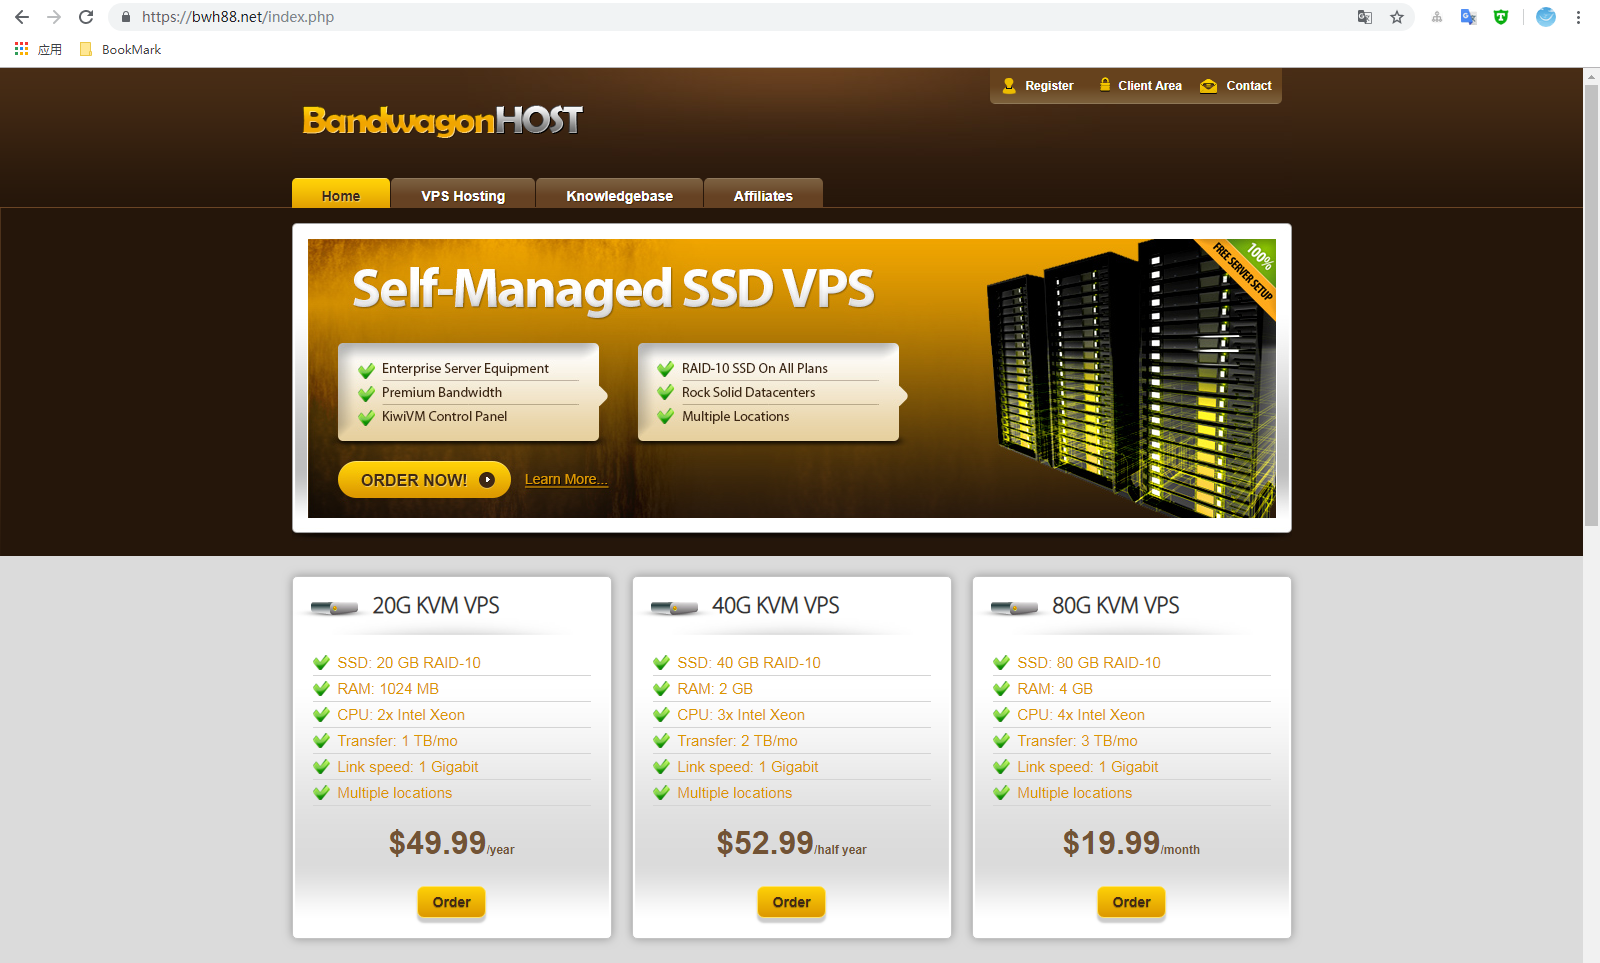 https://bwh88.net/index.php
应用 BookMark
Register Client Area Contact
BandwagonHOST
Home VPS Hosting Knowledgebase Affiliates
100%
FREE SERVER SETUP
Self-Managed SSD VPS
Enterprise Server Equipment
Premium Bandwidth
KiwiVM Control Panel
RAID-10 SSD On All Plans
Rock Solid Datacenters
Multiple Locations
ORDER NOW! Learn More...
20G KVM VPS
SSD: 20 GB RAID-10
RAM: 1024 MB
CPU: 2x Intel Xeon
Transfer: 1 TB/mo
Link speed: 1 Gigabit
Multiple locations
$49.99/year
Order
40G KVM VPS
SSD: 40 GB RAID-10
RAM: 2 GB
CPU: 3x Intel Xeon
Transfer: 2 TB/mo
Link speed: 1 Gigabit
Multiple locations
$52.99/half year
Order
80G KVM VPS
SSD: 80 GB RAID-10
RAM: 4 GB
CPU: 4x Intel Xeon
Transfer: 3 TB/mo
Link speed: 1 Gigabit
Multiple locations
$19.99/month
Order